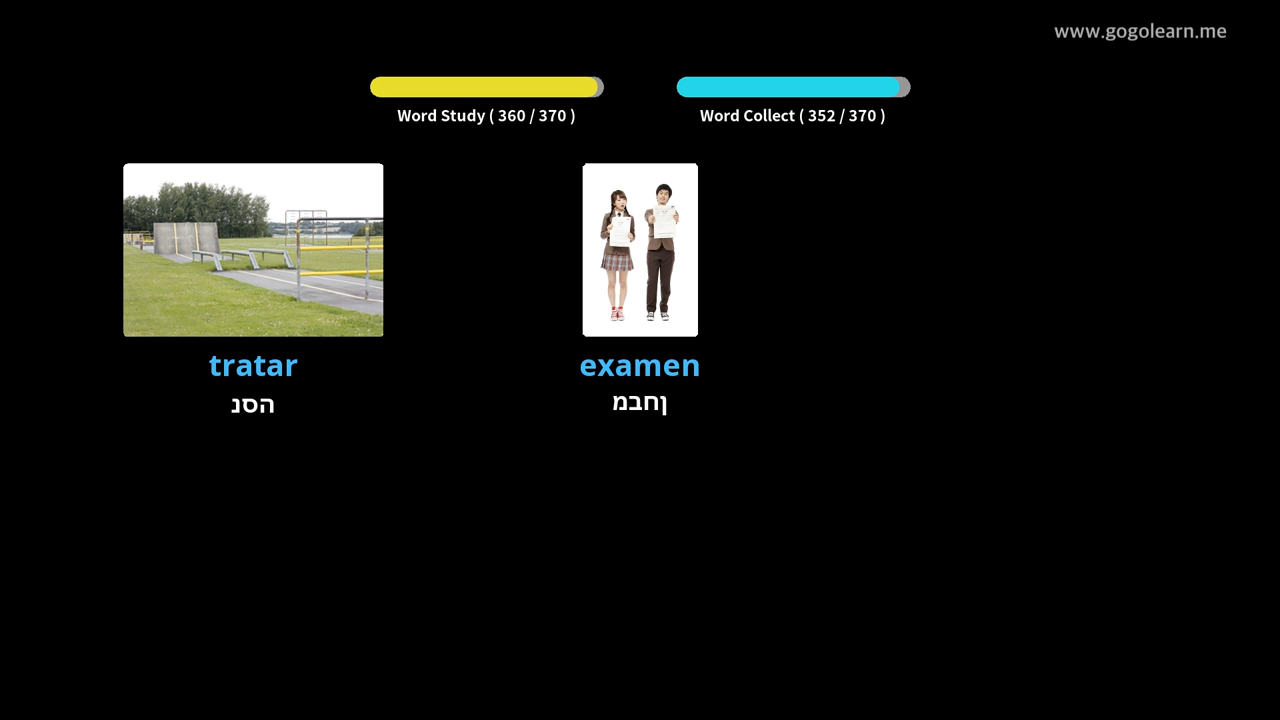 www.gogolearn.me
Word Study ( 360 / 370 )
Word Collect ( 352 / 370 )
tratar
הסנ
examen
ןחבמ